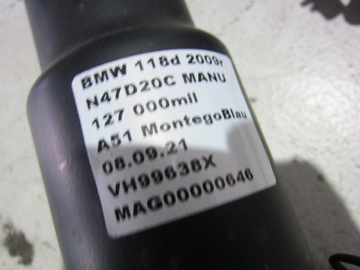 BMW 118d 2009r
N47D20C MANU
127 000mil
A51 MontegoBlau
08.09.21
VH99638X
MAG00000646